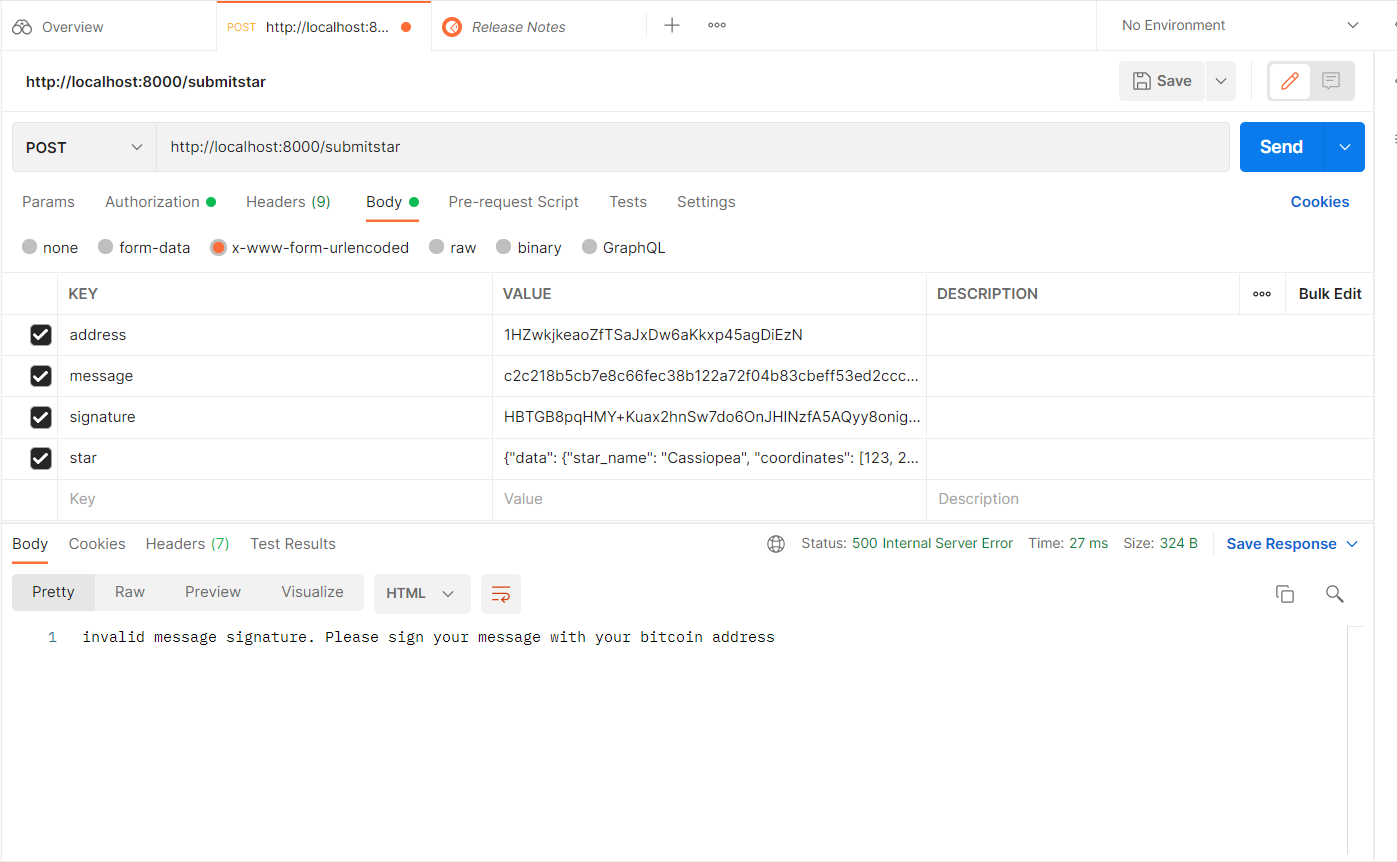 Overview
POST http://localhost:8...
Release Notes
No Environment
http://localhost:8000/submitstar
Save
POST
http://localhost:8000/submitstar
Send
Params Authorization Headers (9) Body Pre-request Script Tests Settings Cookies
none form-data x-www-form-urlencoded raw binary GraphQL
KEY VALUE DESCRIPTION Bulk Edit
address 1HZwkjkeaoZfTSaJxDw6aKkxp45agDiEzN
message c2c218b5cb7e8c66fec38b122a72f04b83cbeff53ed2ccc...
signature HBTGB8pqHMY+Kuax2hnSw7do6OnJHINzfA5AQyy8onig...
star {"data": {"star_name": "Cassiopea", "coordinates": [123, 2...
Key Value Description
Body Cookies Headers (7) Test Results Status: 500 Internal Server Error Time: 27 ms Size: 324 B Save Response
Pretty Raw Preview Visualize HTML
1 invalid message signature. Please sign your message with your bitcoin address